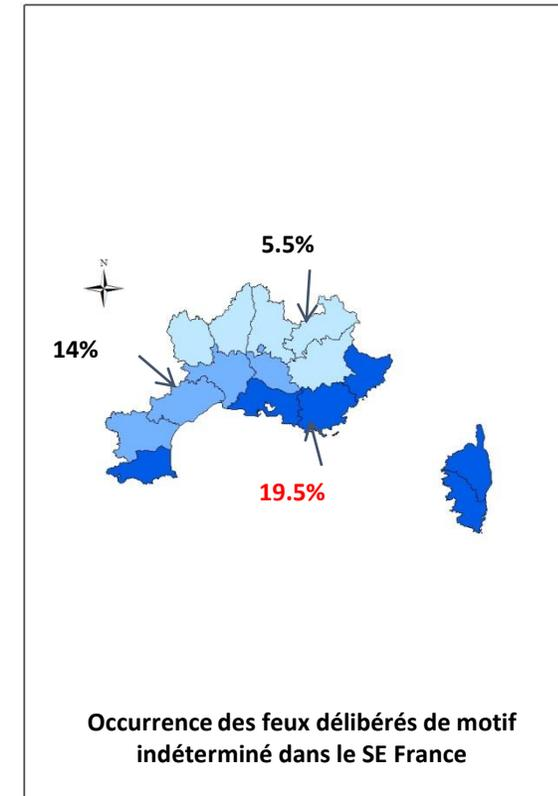 5.5%
N
14%
19.5%
Occurrence des feux délibérés de motif
indéterminé dans le SE France